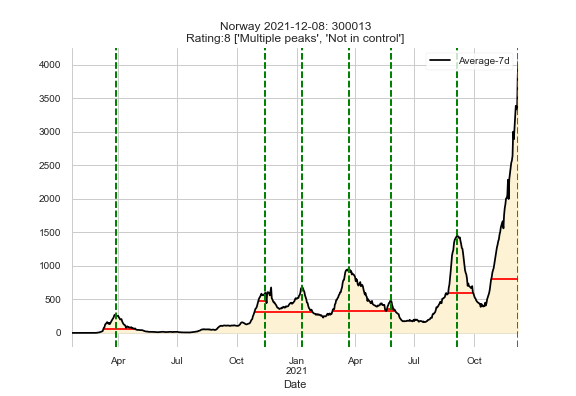 Norway 2021-12-08: 300013
Rating:8 ['Multiple peaks', 'Not in control']
Average-7d
4000
3500
3000
2500
2000
1500
1000
500
0
Apr Jul Oct Jan Apr Jul Oct
2021
Date